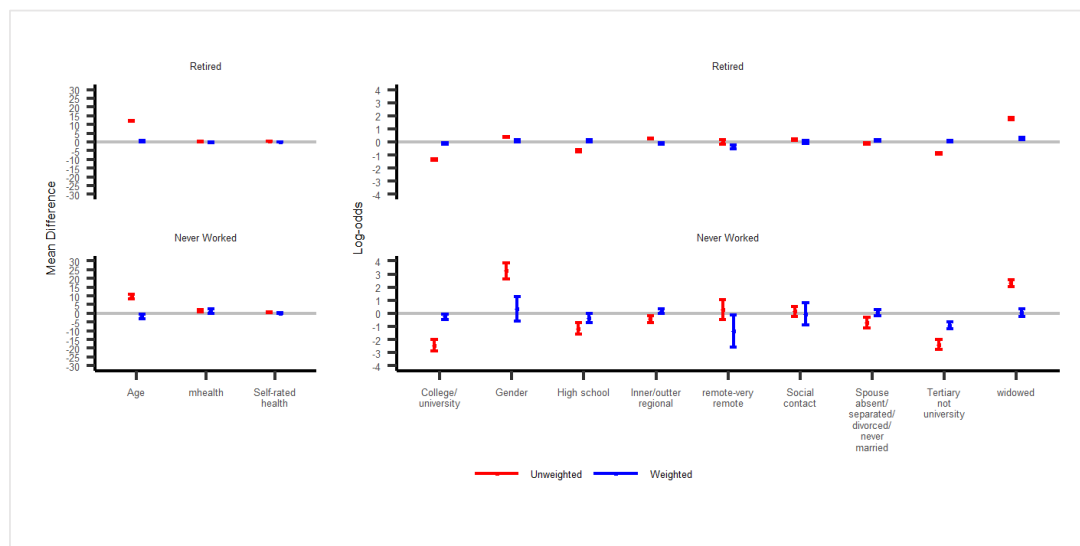 Retired
Retired
30
25
20
15
10
5
0
-5
-10
-15
-20
-25
-30
4
3
2
1
0
-1
-2
-3
-4
Mean Difference
Log-odds
Never Worked
Never Worked
30
25
20
15
10
5
0
-5
-10
-15
-20
-25
-30
4
3
2
1
0
-1
-2
-3
-4
Age
mhealth
Self-rated
health
College/
university
Gender
High school
Inner/outter
regional
remote-very
remote
Social
contact
Spouse
absent/
separated/
divorced/
never
married
Tertiary
not
university
widowed
Unweighted
Weighted